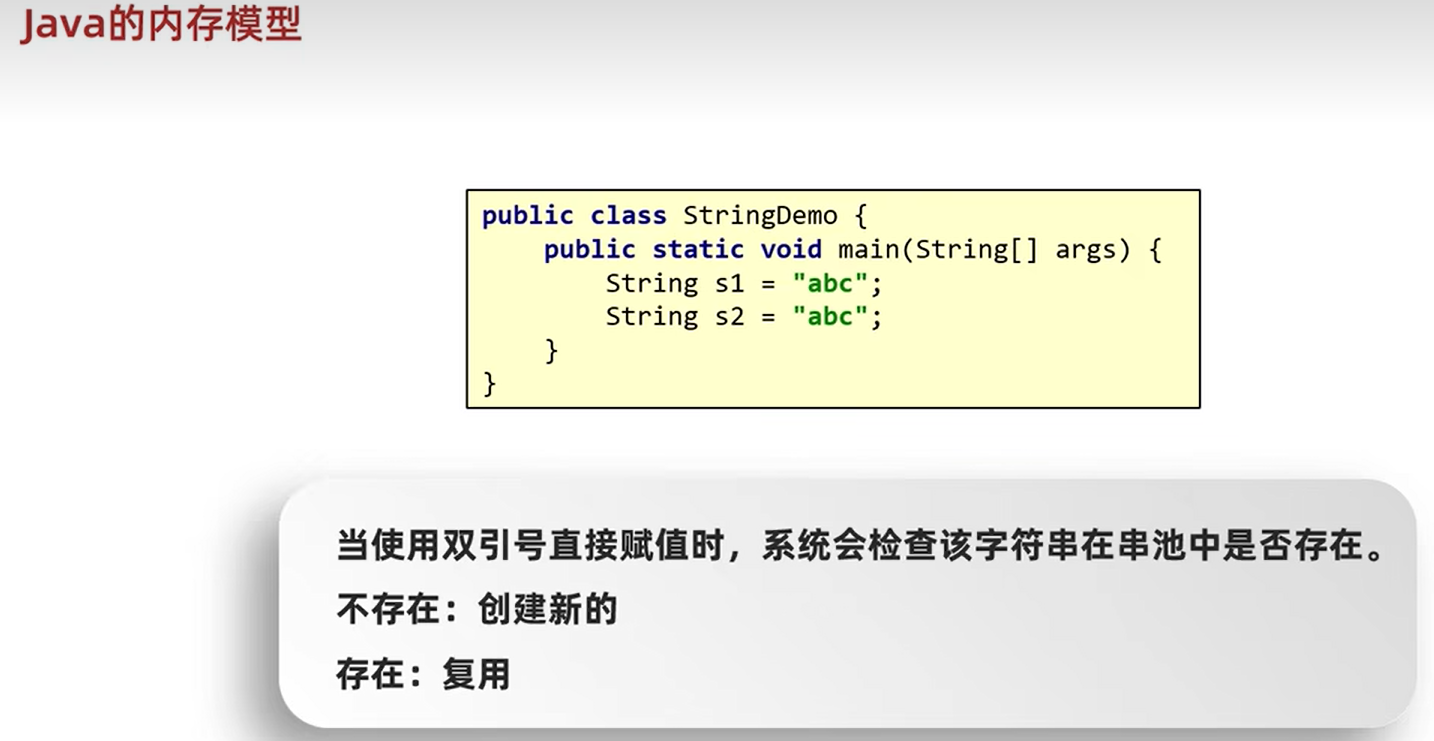 Java的内存模型
public class StringDemo {
    public static void main(String[] args) {
        String s1 = "abc";
        String s2 = "abc";
    }
}
当使用双引号直接赋值时，系统会检查该字符串在串池中是否存在。
不存在：创建新的
存在：复用